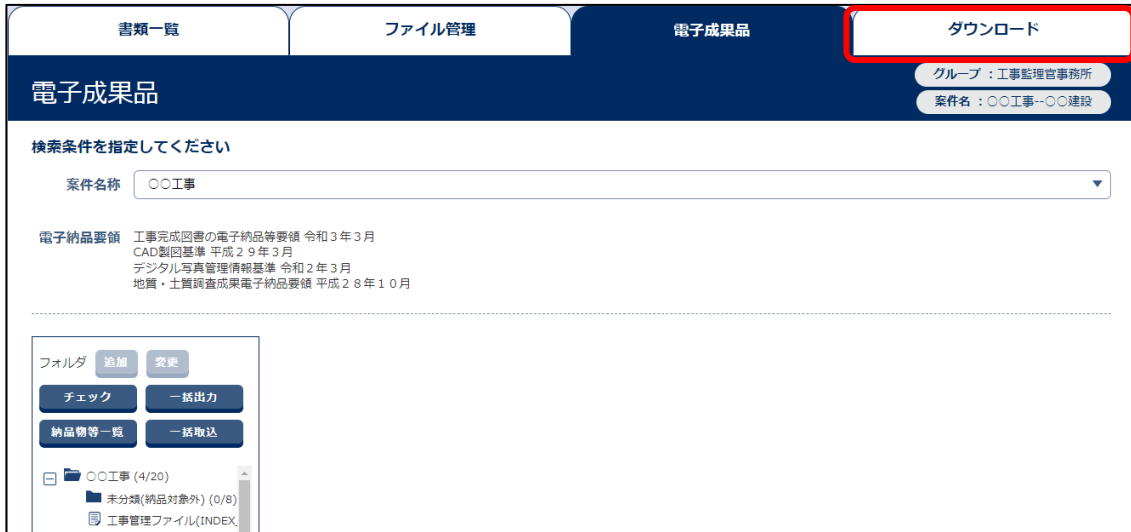 書類一覧
ファイル管理
電子成果品
ダウンロード
電子成果品
グループ ：工事監理官事務所
案件名 ：○○工事--○○建設
検索条件を指定してください
案件名称
○○工事
電子納品要領
工事完成図書の電子納品等要領 令和３年３月
CAD製図基準 平成２９年３月
デジタル写真管理情報基準 令和２年３月
地質・土質調査成果電子納品要領 平成２８年１０月
フォルダ 追加 変更
チェック 一括出力
納品物等一覧 一括取込
○○工事 (4/20)
未分類(納品対象外) (0/8)
工事管理ファイル(INDEX_